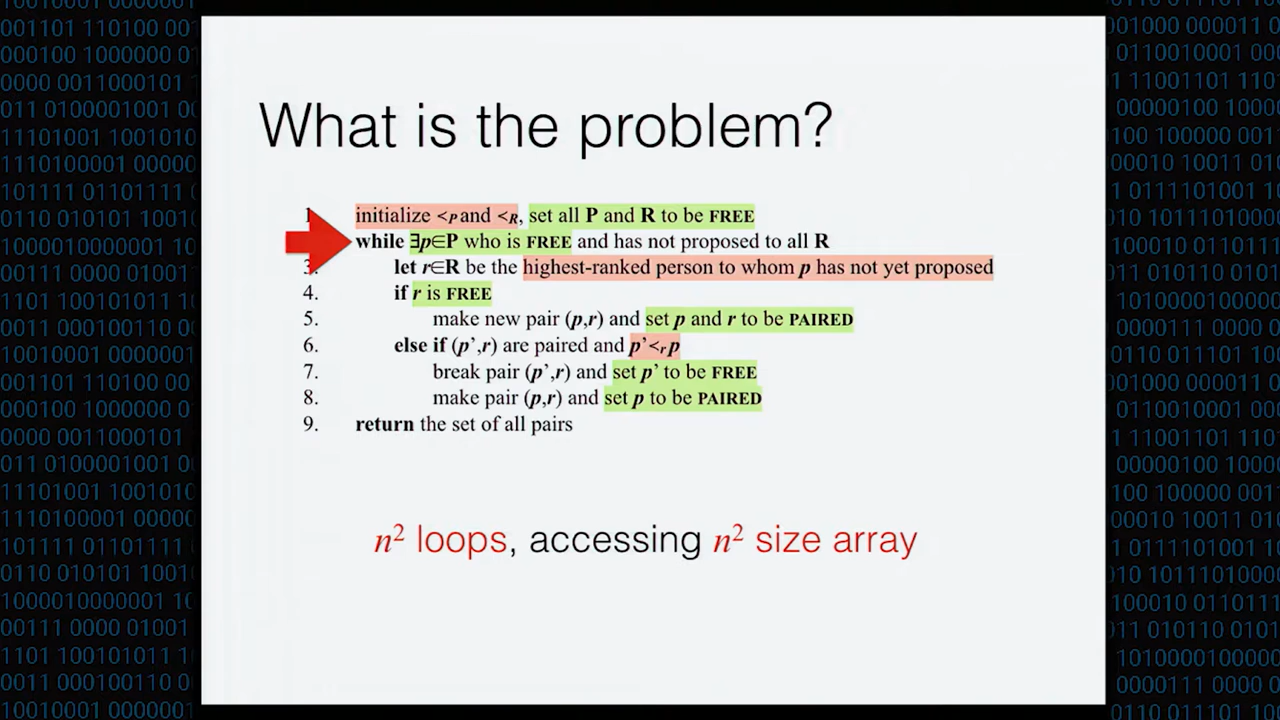 What is the problem?
initialize <P and <R, set all P and R to be FREE
while ∃p∈P who is FREE and has not proposed to all R
3. let r∈R be the highest-ranked person to whom p has not yet proposed
4. if r is FREE
5. make new pair (p,r) and set p and r to be PAIRED
6. else if (p’,r) are paired and p’<r p
7. break pair (p’,r) and set p’ to be FREE
8. make pair (p,r) and set p to be PAIRED
9. return the set of all pairs
n² loops, accessing n² size array